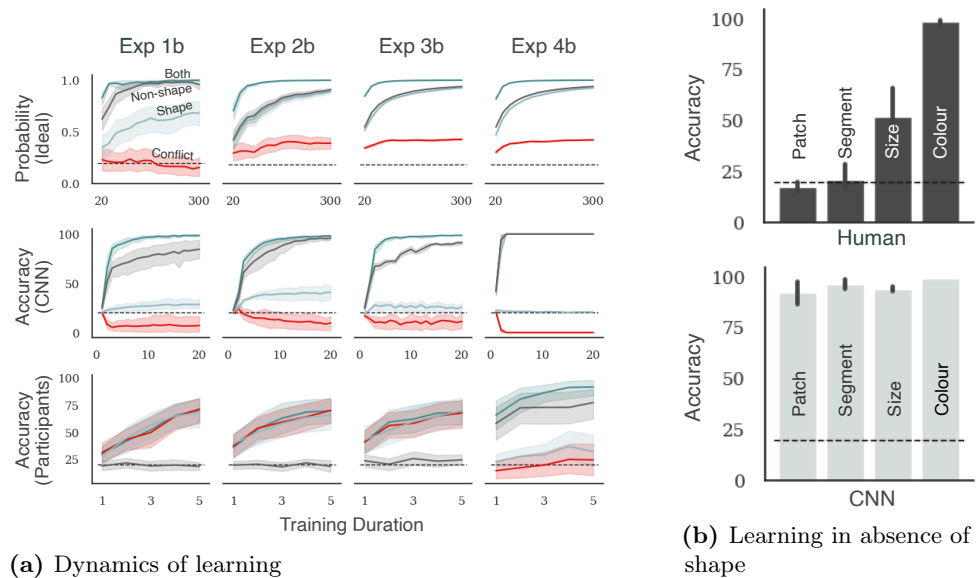 Exp 1b Exp 2b Exp 3b Exp 4b
Probability
(Ideal)
1.0
0.5
0.0
Both
Non-shape
Shape
Conflict
20 300 20 300 20 300 20 300
Accuracy
(CNN)
100
50
0
0 10 20 0 10 20 0 10 20 0 10 20
Accuracy
(Participants)
100
75
50
25
1 3 5 1 3 5 1 3 5 1 3 5
Training Duration
(a) Dynamics of learning
Accuracy
100
75
50
25
0
Patch
Segment
Size
Colour
Human
Accuracy
100
75
50
25
0
Patch
Segment
Size
Colour
CNN
(b) Learning in absence of
shape